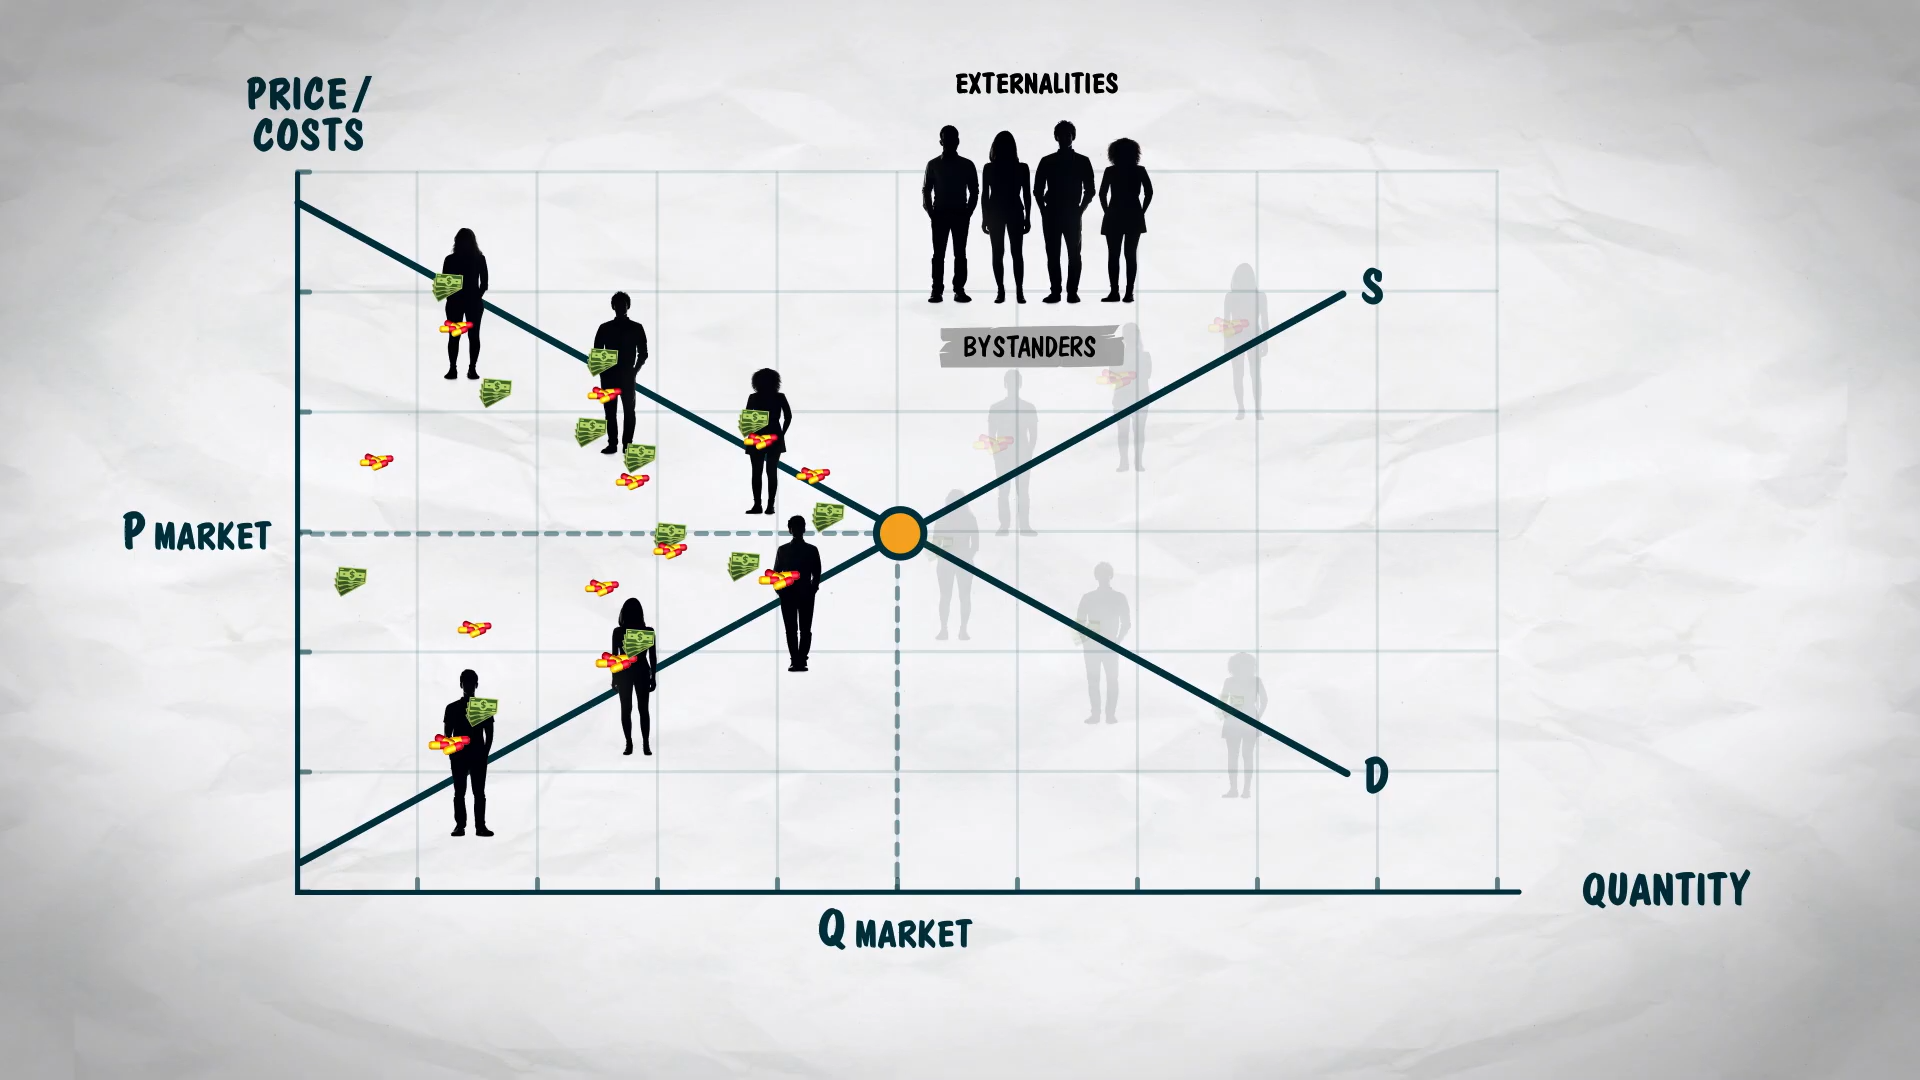 PRICE/
COSTS
EXTERNALITIES
S
BYSTANDERS
P MARKET
D
QUANTITY
Q MARKET